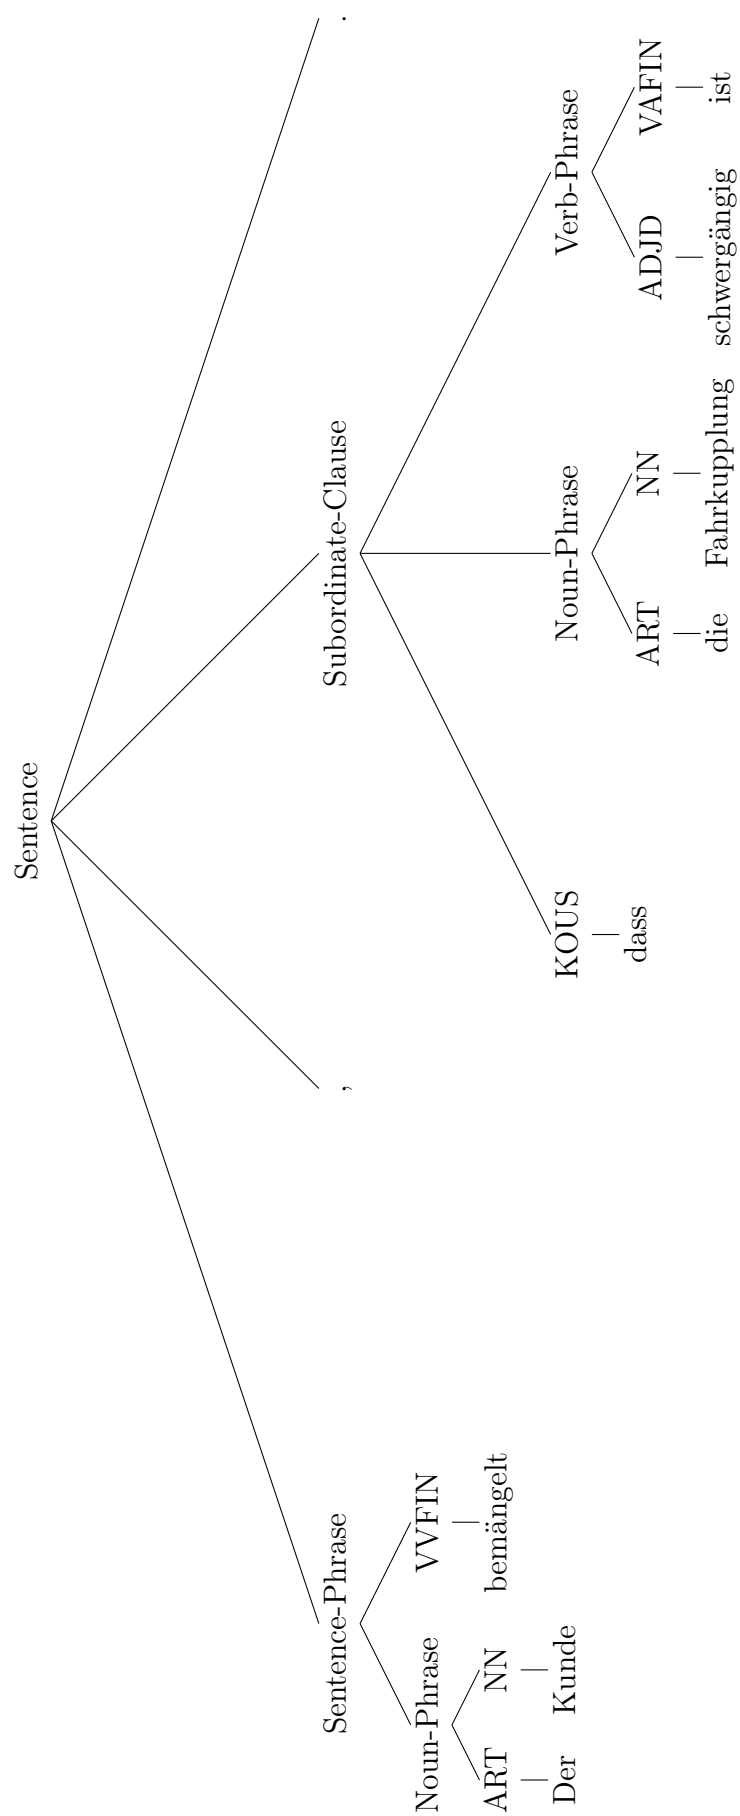 Sentence
Sentence-Phrase , Subordinate-Clause .
Noun-Phrase VVFIN
ART NN bemängelt
Der Kunde
KOUS Noun-Phrase Verb-Phrase
dass ART NN ADJD VAFIN
die Fahrkupplung schwergängig ist